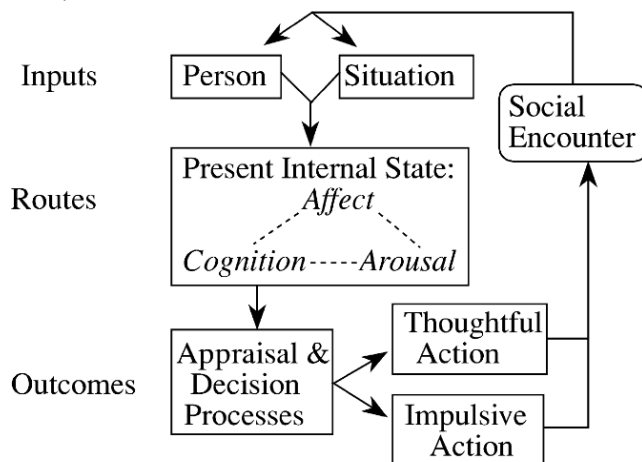 Inputs
Person
Situation
Social
Encounter
Routes
Present Internal State:
Affect
Cognition
Arousal
Outcomes
Appraisal &
Decision
Processes
Thoughtful
Action
Impulsive
Action